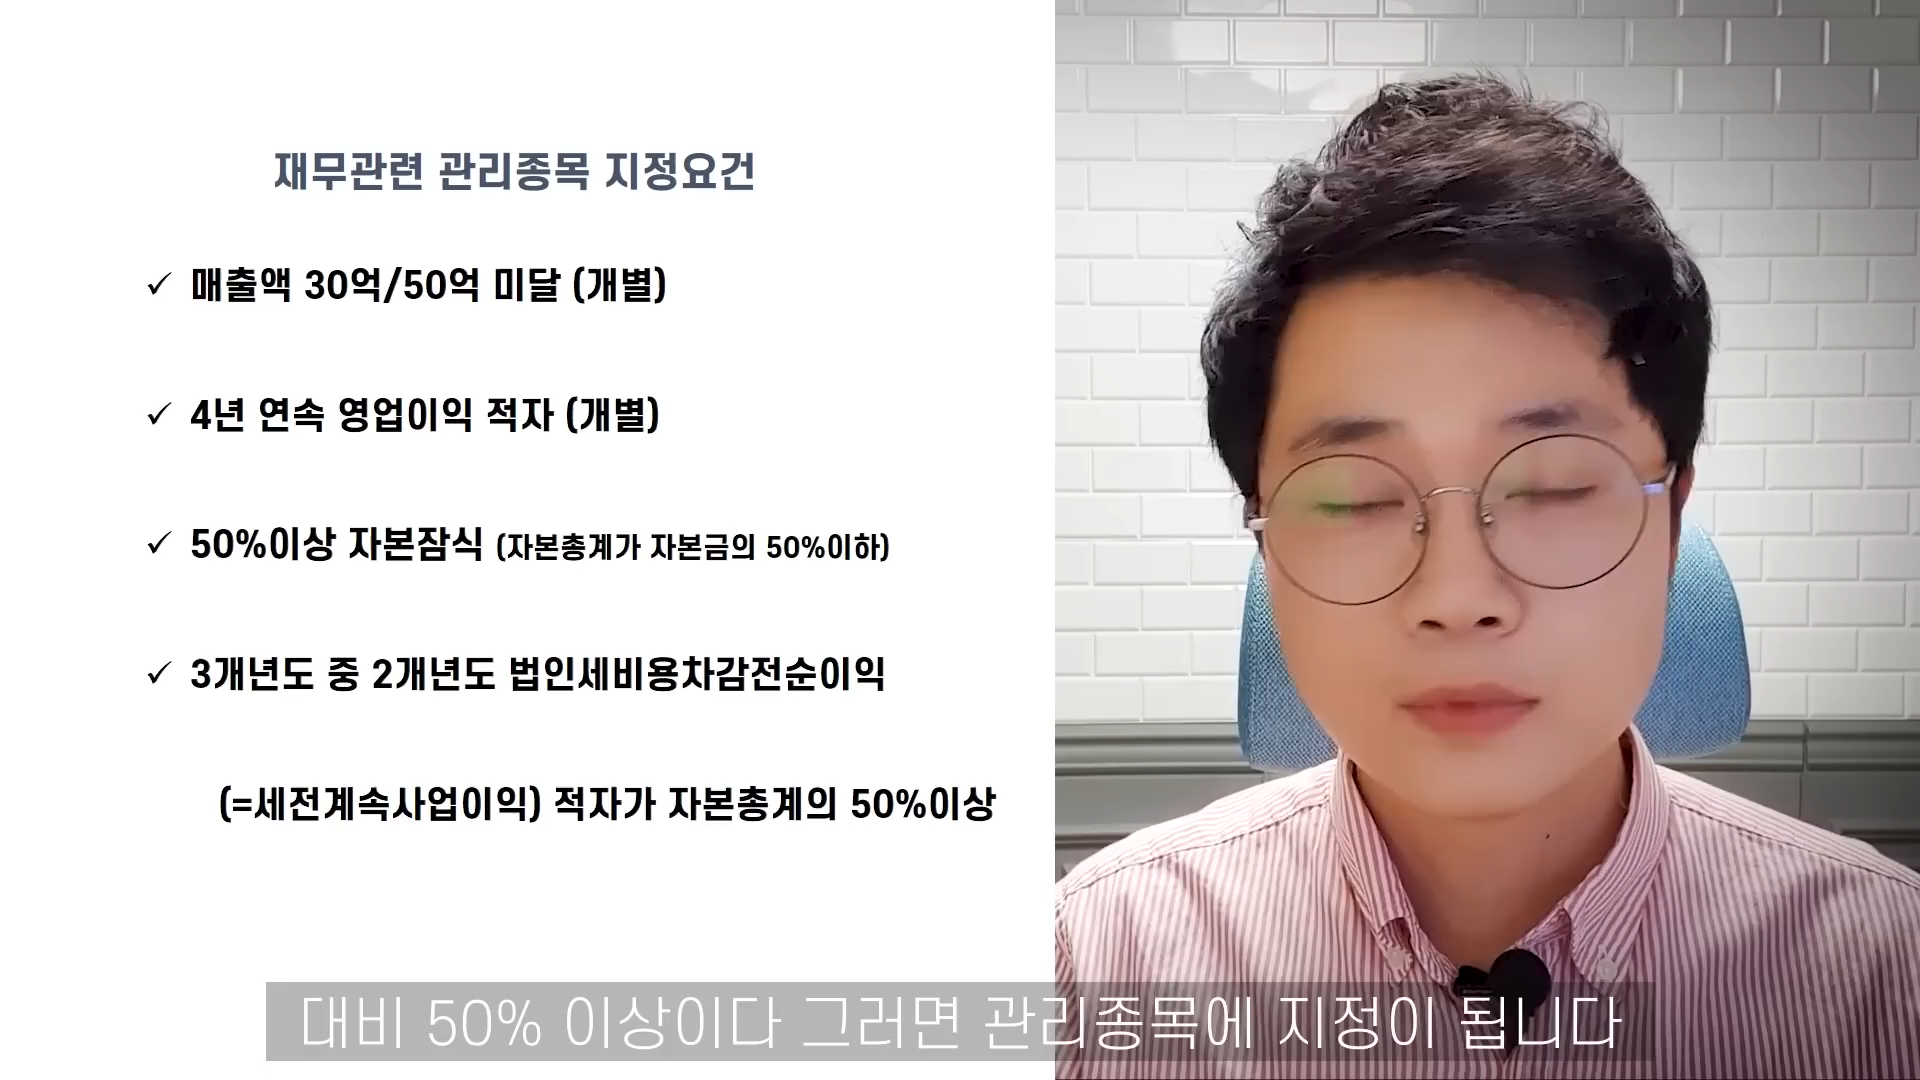 재무관련 관리종목 지정요건
✓ 매출액 30억/50억 미달 (개별)
✓ 4년 연속 영업이익 적자 (개별)
✓ 50%이상 자본잠식 (자본총계가 자본금의 50%이하)
✓ 3개년도 중 2개년도 법인세비용차감전순이익
(=세전계속사업이익) 적자가 자본총계의 50%이상
대비 50% 이상이다 그러면 관리종목에 지정이 됩니다